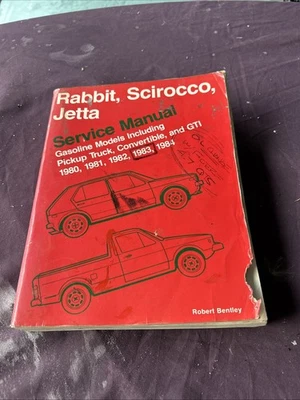 Rabbit, Scirocco,
Jetta
Service Manual
Gasoline Models Including
Pickup Truck, Convertible, and GTI
1980, 1981, 1982, 1983, 1984
Robert Bentley